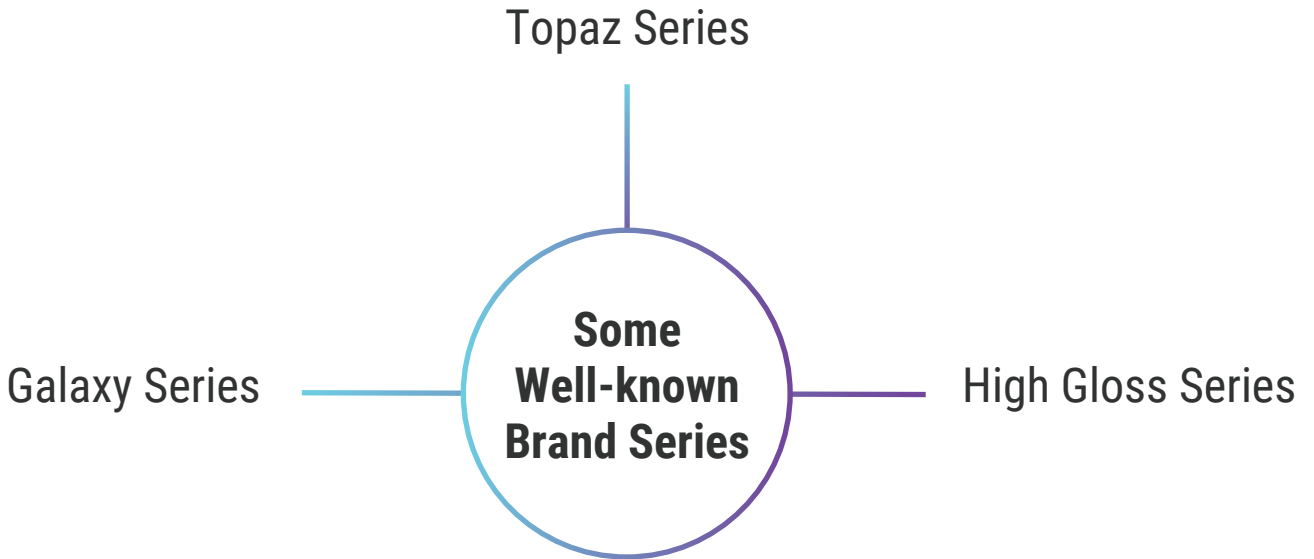 Topaz Series
Galaxy Series
Some
Well-known
Brand Series
High Gloss Series